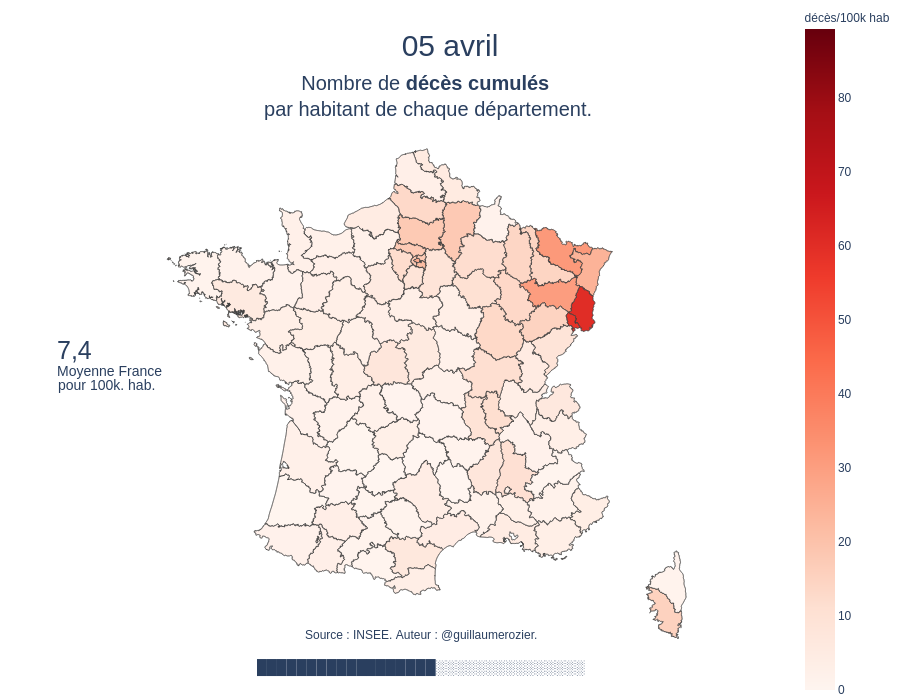 décès/100k hab
05 avril
Nombre de décès cumulés
par habitant de chaque département.
80
70
60
50
40
30
20
10
0
7,4
Moyenne France
pour 100k. hab.
Source : INSEE. Auteur : @guillaumerozier.